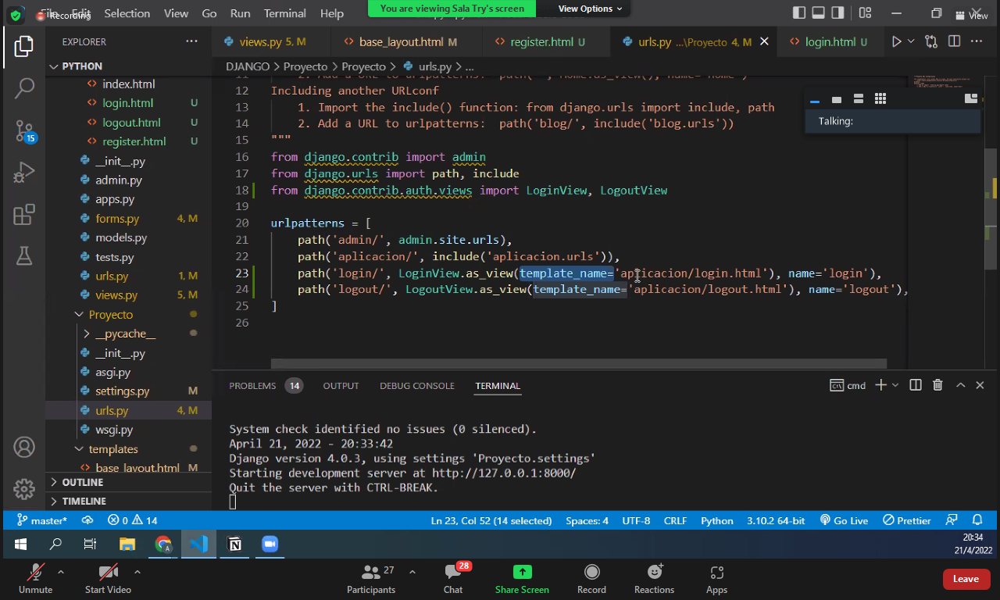 Recording
File Edit Selection View Go Run Terminal Help
You are viewing Sala Try's screen View Options
View
EXPLORER
views.py 5, M
base_layout.html M
register.html U
urls.py ...\Proyecto 4, M
login.html U
PYTHON
DJANGO > Proyecto > Proyecto > urls.py > ...
index.html
login.html U
logout.html U
register.html U
__init__.py
admin.py
apps.py
forms.py 4, M
models.py
tests.py
urls.py 1, M
views.py 5, M
Proyecto
__pycache__
__init__.py
asgi.py
settings.py M
urls.py 4, M
wsgi.py
templates
base_layout.html M
OUTLINE
TIMELINE
12 Including another URLconf
13 1. Import the include() function: from django.urls import include, path
14 2. Add a URL to urlpatterns: path('blog/', include('blog.urls'))
15 """
16 from django.contrib import admin
17 from django.urls import path, include
18 from django.contrib.auth.views import LoginView, LogoutView
19
20 urlpatterns = [
21 path('admin/', admin.site.urls),
22 path('aplicacion/', include('aplicacion.urls')),
23 path('login/', LoginView.as_view(template_name='aplicacion/login.html'), name='login'),
24 path('logout/', LogoutView.as_view(template_name='aplicacion/logout.html'), name='logout'),
25 ]
26
Talking:
PROBLEMS 14 OUTPUT DEBUG CONSOLE TERMINAL
cmd
System check identified no issues (0 silenced).
April 21, 2022 - 20:33:42
Django version 4.0.3, using settings 'Proyecto.settings'
Starting development server at http://127.0.0.1:8000/
Quit the server with CTRL-BREAK.
15
master* 0 14 Ln 23, Col 52 (14 selected) Spaces: 4 UTF-8 CRLF Python 3.10.2 64-bit Go Live Prettier
20:34
21/4/2022
Unmute Start Video Participants 27 Chat 28 Share Screen Record Reactions Apps Leave